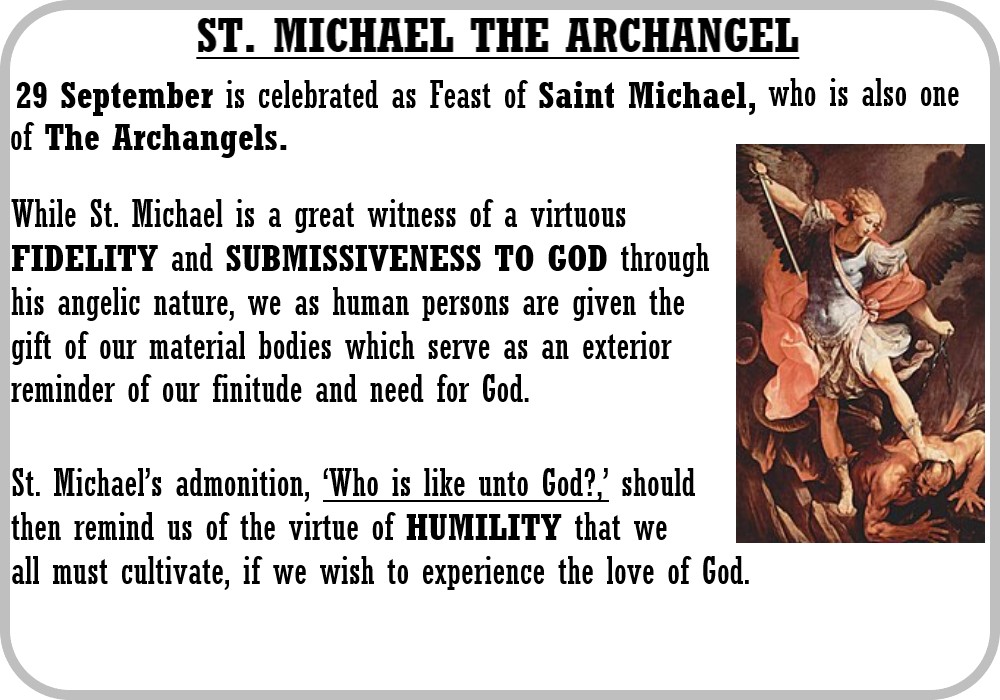 ST. MICHAEL THE ARCHANGEL
29 September is celebrated as Feast of Saint Michael, who is also one
of The Archangels.
While St. Michael is a great witness of a virtuous
FIDELITY and SUBMISSIVENESS TO GOD through
his angelic nature, we as human persons are given the
gift of our material bodies which serve as an exterior
reminder of our finitude and need for God.
St. Michael’s admonition, ‘Who is like unto God?,’ should
then remind us of the virtue of HUMILITY that we
all must cultivate, if we wish to experience the love of God.